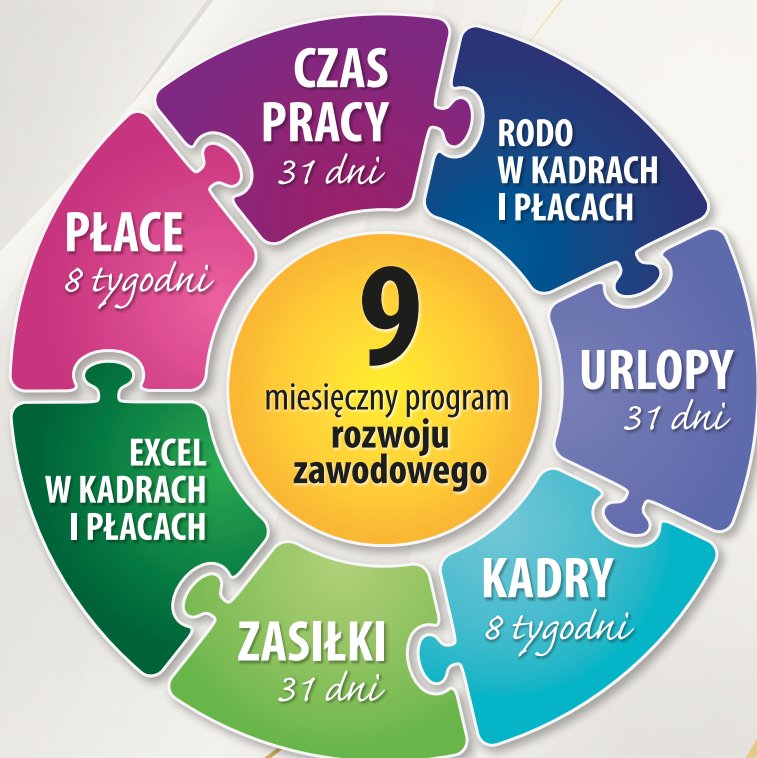 CZAS
PRACY
31 dni
RODO
W KADRACH
I PŁACACH
URLOPY
31 dni
KADRY
8 tygodni
ZASIŁKI
31 dni
EXCEL
W KADRACH
I PŁACACH
PŁACE
8 tygodni
9
miesięczny program
rozwoju
zawodowego